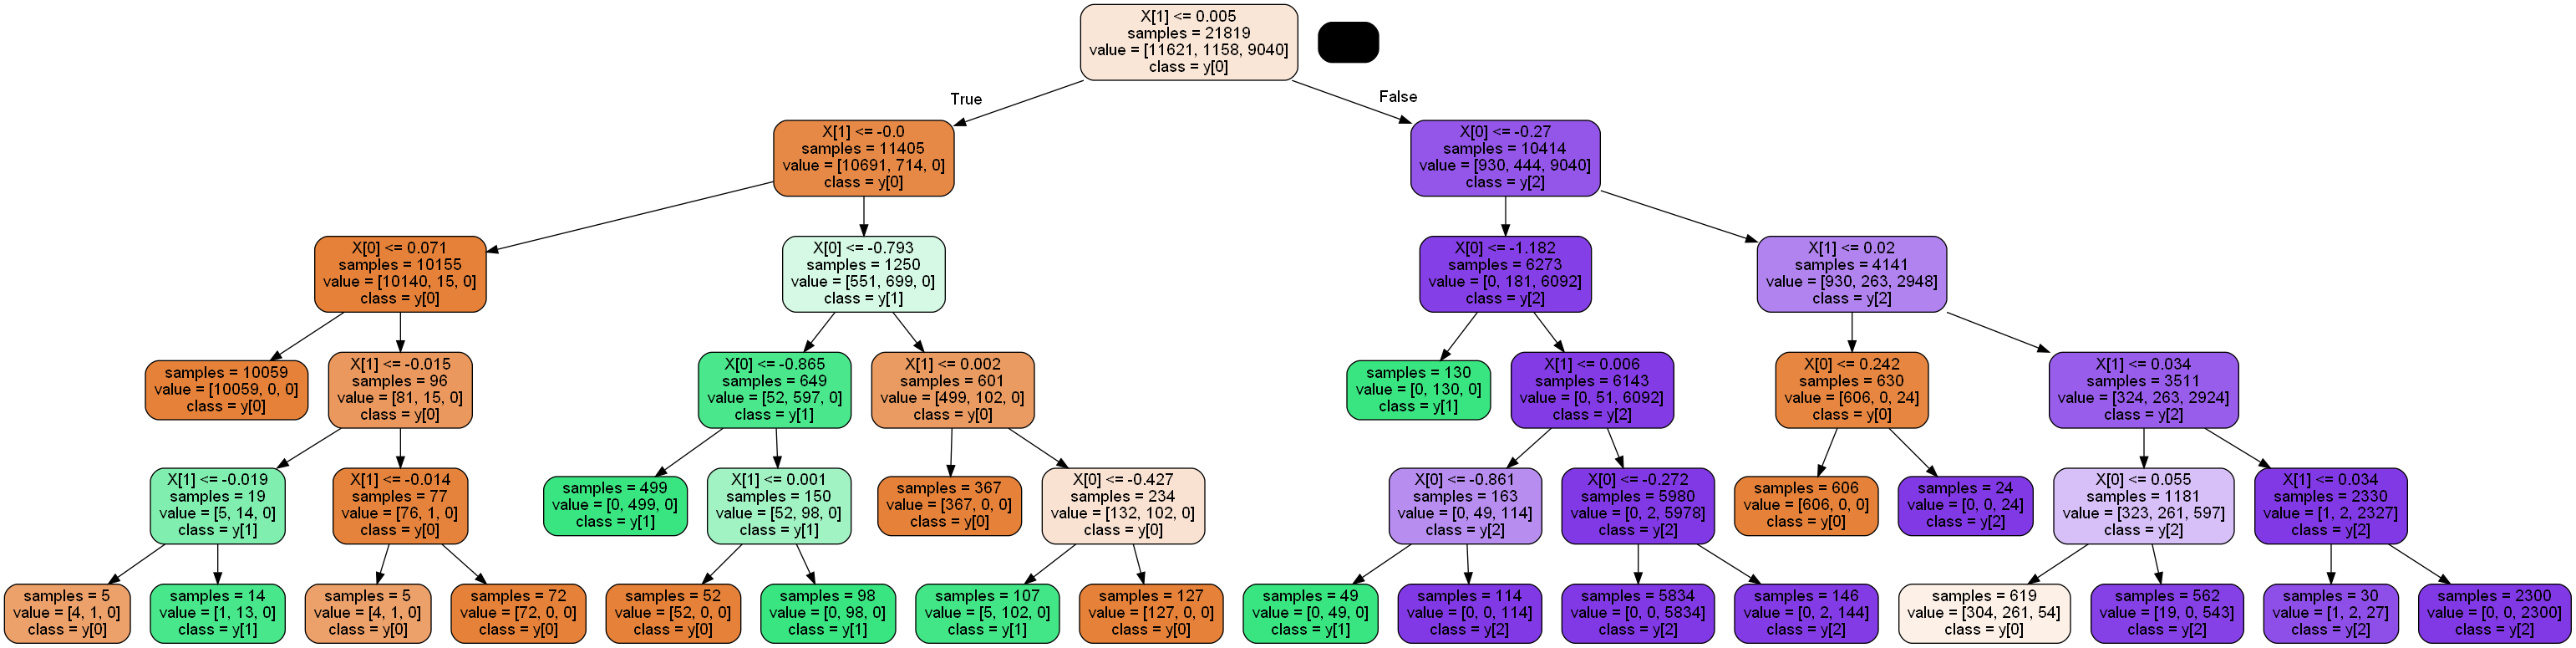 X[1] <= 0.005
samples = 21819
value = [11621, 1158, 9040]
class = y[0]
True
False
X[1] <= -0.0
samples = 11405
value = [10691, 714, 0]
class = y[0]
X[0] <= -0.27
samples = 10414
value = [930, 444, 9040]
class = y[2]
X[0] <= 0.071
samples = 10155
value = [10140, 15, 0]
class = y[0]
X[0] <= -0.793
samples = 1250
value = [551, 699, 0]
class = y[1]
X[0] <= -1.182
samples = 6273
value = [0, 181, 6092]
class = y[2]
X[1] <= 0.02
samples = 4141
value = [930, 263, 2948]
class = y[2]
samples = 10059
value = [10059, 0, 0]
class = y[0]
X[1] <= -0.015
samples = 96
value = [81, 15, 0]
class = y[0]
X[0] <= -0.865
samples = 649
value = [52, 597, 0]
class = y[1]
X[1] <= 0.002
samples = 601
value = [499, 102, 0]
class = y[0]
samples = 130
value = [0, 130, 0]
class = y[1]
X[1] <= 0.006
samples = 6143
value = [0, 51, 6092]
class = y[2]
X[0] <= 0.242
samples = 630
value = [606, 0, 24]
class = y[0]
X[1] <= 0.034
samples = 3511
value = [324, 263, 2924]
class = y[2]
X[1] <= -0.019
samples = 19
value = [5, 14, 0]
class = y[1]
X[1] <= -0.014
samples = 77
value = [76, 1, 0]
class = y[0]
samples = 499
value = [0, 499, 0]
class = y[1]
X[1] <= 0.001
samples = 150
value = [52, 98, 0]
class = y[1]
samples = 367
value = [367, 0, 0]
class = y[0]
X[0] <= -0.427
samples = 234
value = [132, 102, 0]
class = y[0]
X[0] <= -0.861
samples = 163
value = [0, 49, 114]
class = y[2]
X[0] <= -0.272
samples = 5980
value = [0, 2, 5978]
class = y[2]
samples = 606
value = [606, 0, 0]
class = y[0]
samples = 24
value = [0, 0, 24]
class = y[2]
X[0] <= 0.055
samples = 1181
value = [323, 261, 597]
class = y[2]
X[1] <= 0.034
samples = 2330
value = [1, 2, 2327]
class = y[2]
samples = 5
value = [4, 1, 0]
class = y[0]
samples = 14
value = [1, 13, 0]
class = y[1]
samples = 5
value = [4, 1, 0]
class = y[0]
samples = 72
value = [72, 0, 0]
class = y[0]
samples = 52
value = [52, 0, 0]
class = y[0]
samples = 98
value = [0, 98, 0]
class = y[1]
samples = 107
value = [5, 102, 0]
class = y[1]
samples = 127
value = [127, 0, 0]
class = y[0]
samples = 49
value = [0, 49, 0]
class = y[1]
samples = 114
value = [0, 0, 114]
class = y[2]
samples = 5834
value = [0, 0, 5834]
class = y[2]
samples = 146
value = [0, 2, 144]
class = y[2]
samples = 619
value = [304, 261, 54]
class = y[0]
samples = 562
value = [19, 0, 543]
class = y[2]
samples = 30
value = [1, 2, 27]
class = y[2]
samples = 2300
value = [0, 0, 2300]
class = y[2]